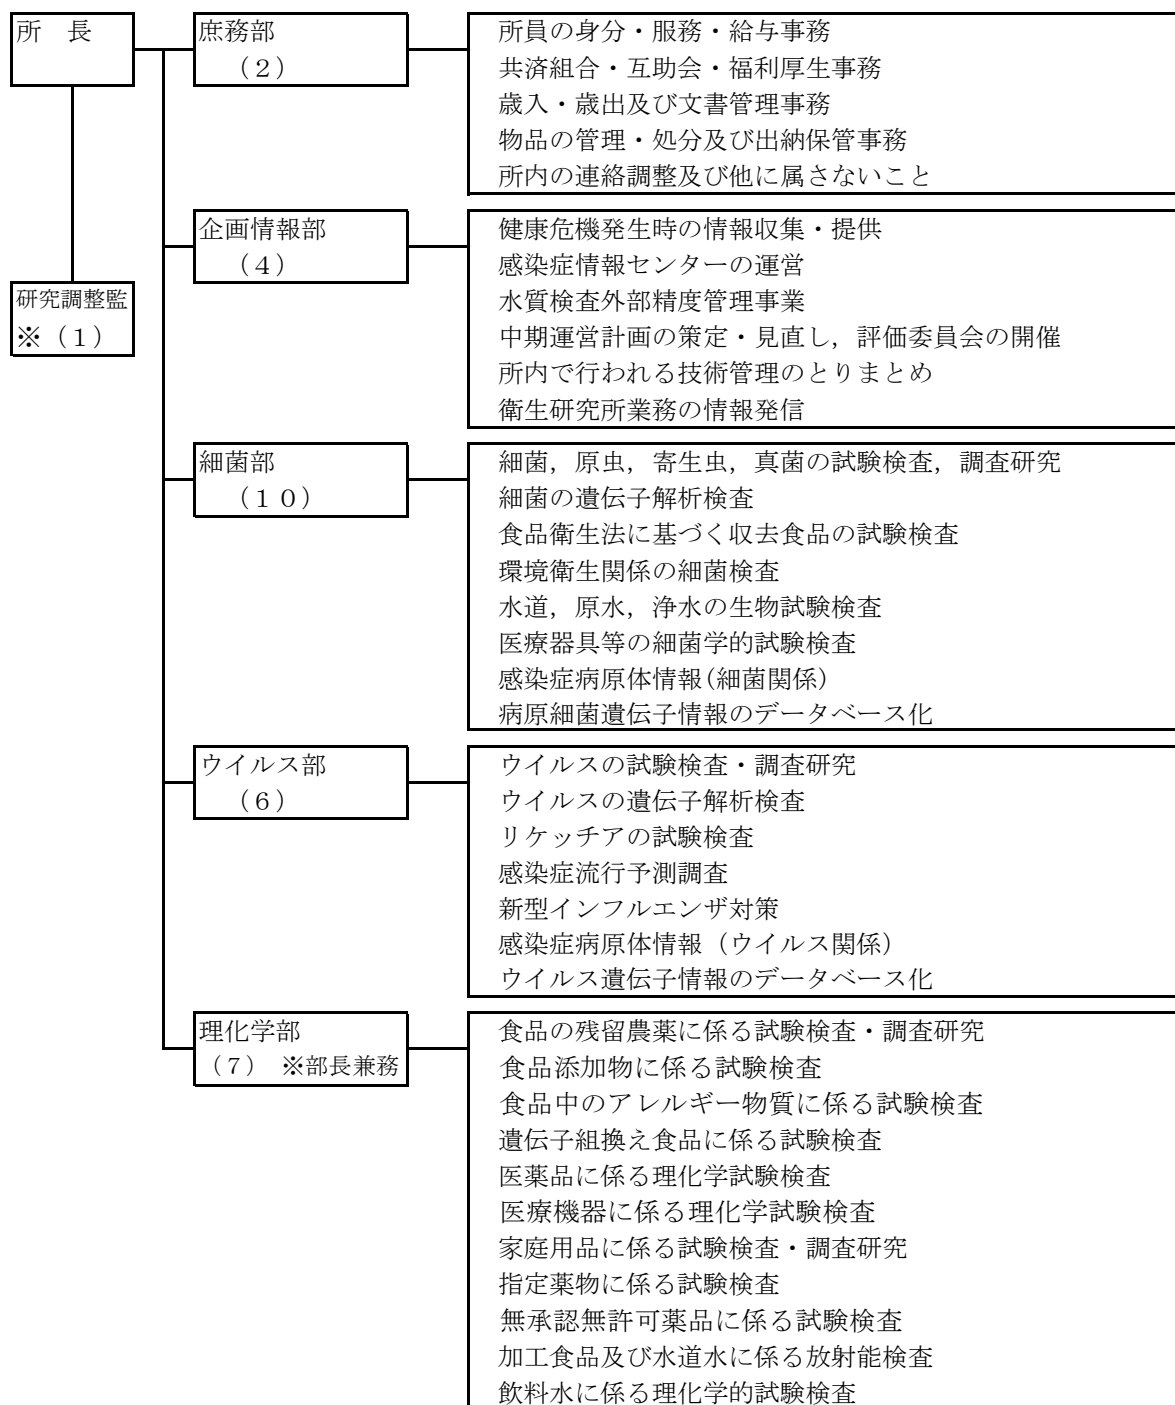 所　長
研究調整監
※（１）
庶務部
（２）
所員の身分・服務・給与事務
共済組合・互助会・福利厚生事務
歳入・歳出及び文書管理事務
物品の管理・処分及び出納保管事務
所内の連絡調整及び他に属さないこと
企画情報部
（４）
健康危機発生時の情報収集・提供
感染症情報センターの運営
水質検査外部精度管理事業
中期運営計画の策定・見直し，評価委員会の開催
所内で行われる技術管理のとりまとめ
衛生研究所業務の情報発信
細菌部
（１０）
細菌，原虫，寄生虫，真菌の試験検査，調査研究
細菌の遺伝子解析検査
食品衛生法に基づく収去食品の試験検査
環境衛生関係の細菌検査
水道，原水，浄水の生物試験検査
医療器具等の細菌学的試験検査
感染症病原体情報(細菌関係)
病原細菌遺伝子情報のデータベース化
ウイルス部
（６）
ウイルスの試験検査・調査研究
ウイルスの遺伝子解析検査
リケッチアの試験検査
感染症流行予測調査
新型インフルエンザ対策
感染症病原体情報（ウイルス関係）
ウイルス遺伝子情報のデータベース化
理化学部
（７）　※部長兼務
食品の残留農薬に係る試験検査・調査研究
食品添加物に係る試験検査
食品中のアレルギー物質に係る試験検査
遺伝子組換え食品に係る試験検査
医薬品に係る理化学試験検査
医療機器に係る理化学試験検査
家庭用品に係る試験検査・調査研究
指定薬物に係る試験検査
無承認無許可薬品に係る試験検査
加工食品及び水道水に係る放射能検査
飲料水に係る理化学的試験検査